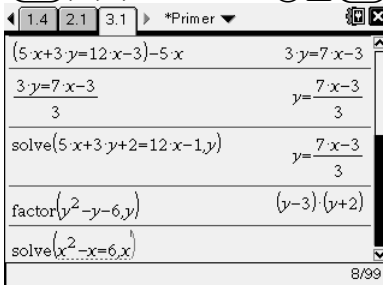 1.4 2.1 3.1 *Primer
(5·x+3·y=12·x−3)−5·x 3·y=7·x−3
3·y=7·x−3
3
y=7·x−3
3
solve(5·x+3·y+2=12·x−1,y) y=7·x−3
3
factor(y²−y−6,y) (y−3)·(y+2)
solve(x²−x=6,x)
8/99